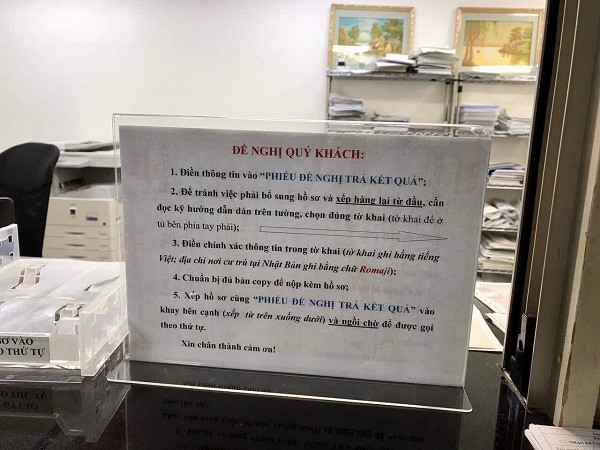 ĐỀ NGHỊ QUÝ KHÁCH:
1. Điền thông tin vào “PHIẾU ĐỀ NGHỊ TRẢ KẾT QUẢ”;
2. Để tránh việc phải bổ sung hồ sơ và xếp hàng lại từ đầu, cần
đọc kỹ hướng dẫn dán trên tường, chọn đúng tờ khai (tờ khai để ở
tủ bên phía tay phải);
3. Điền chính xác thông tin trong tờ khai (tờ khai ghi bằng tiếng
Việt; địa chỉ nơi cư trú tại Nhật Bản ghi bằng chữ Romaji);
4. Chuẩn bị đủ bản copy để nộp kèm hồ sơ;
5. Xếp hồ sơ cùng “PHIẾU ĐỀ NGHỊ TRẢ KẾT QUẢ” vào
khay bên cạnh (xếp từ trên xuống dưới) và ngồi chờ để được gọi
theo thứ tự.
Xin chân thành cảm ơn!
SƠ VÀO
O THỨ TỰ